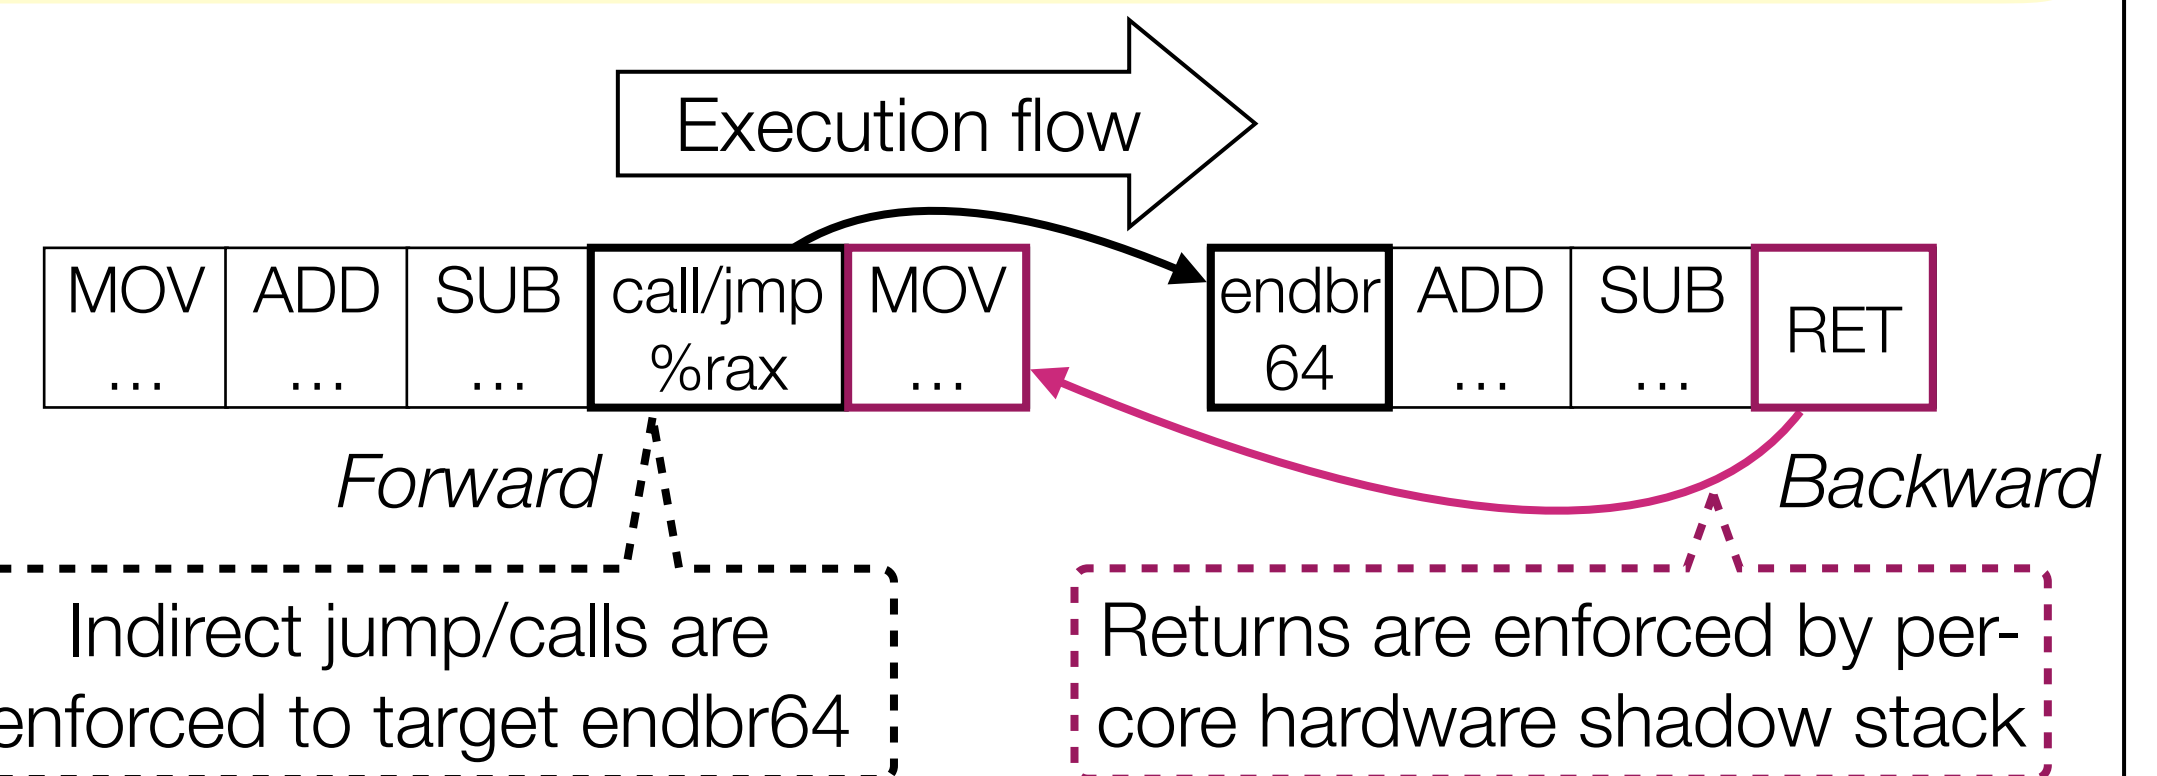 Execution flow
MOV ADD SUB call/jmp MOV endbr ADD SUB RET
... ... ... %rax ... 64 ... ...
Forward
Backward
Indirect jump/calls are
enforced to target endbr64
Returns are enforced by per-
core hardware shadow stack